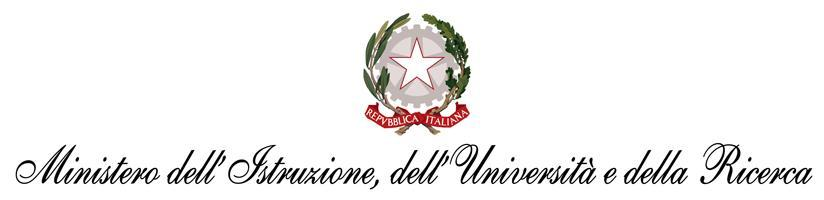 REPVBBLICA ITALIANA
Ministero dell'Istruzione, dell'Università e della Ricerca